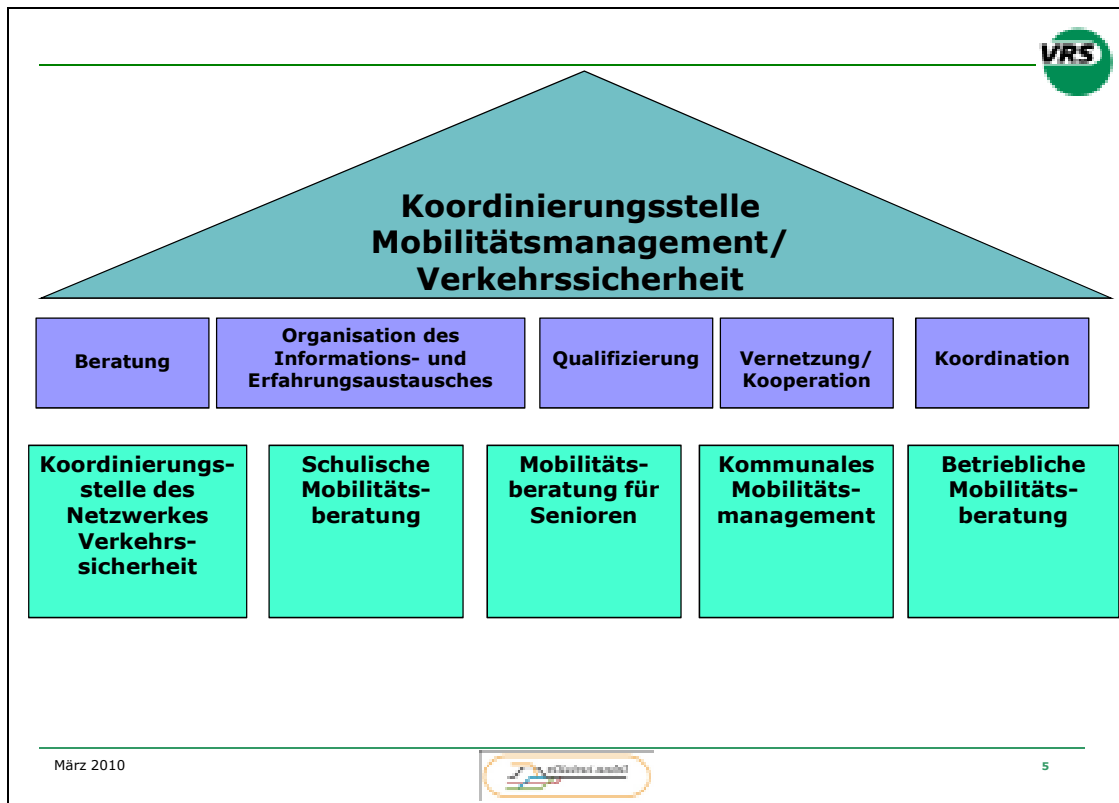 VRS
Koordinierungsstelle
Mobilitätsmanagement/
Verkehrssicherheit
Beratung
Organisation des
Informations- und
Erfahrungsaustausches
Qualifizierung
Vernetzung/
Kooperation
Koordination
Koordinierungs-
stelle des
Netzwerkes
Verkehrs-
sicherheit
Schulische
Mobilitäts-
beratung
Mobilitäts-
beratung für
Senioren
Kommunales
Mobilitäts-
management
Betriebliche
Mobilitäts-
beratung
März 2010
5